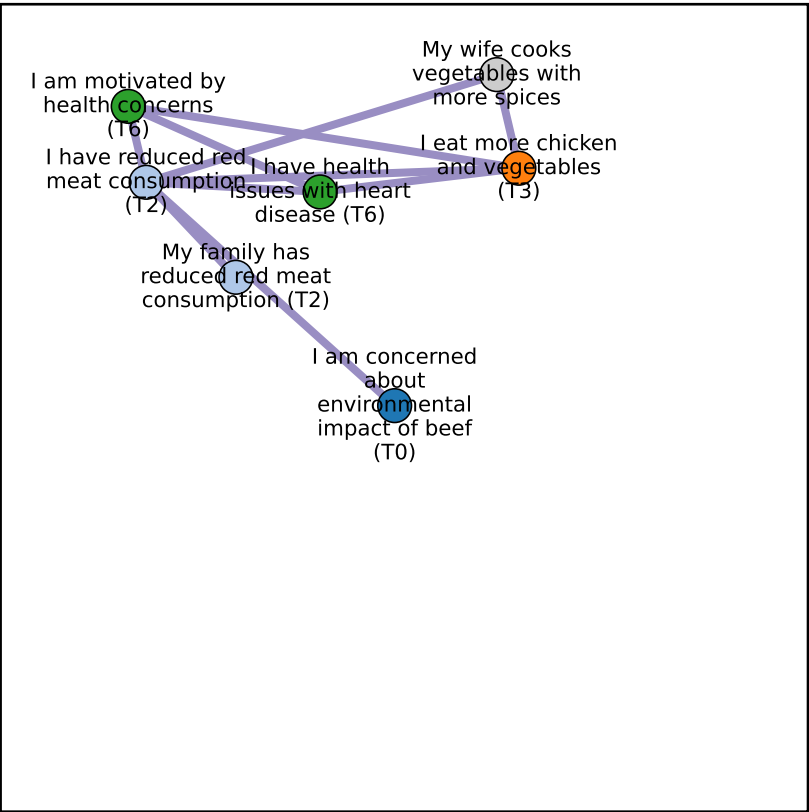 My wife cooks
vegetables with
more spices
I am motivated by
health concerns
(T6)
I eat more chicken
and vegetables
(T3)
I have reduced red
meat consumption
(T2)
I have health
issues with heart
disease (T6)
My family has
reduced red meat
consumption (T2)
I am concerned
about
environmental
impact of beef
(T0)